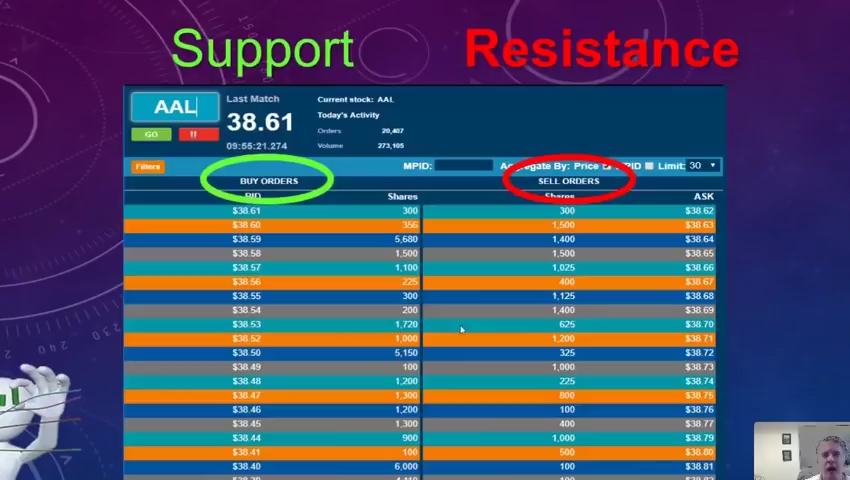 Support Resistance
AAL Last Match Current stock: AAL
38.61 Today's Activity
GO !! Orders 20,407
09:55:21.274 Volume 273,105
Filters MPID: Aggregate By: Price MPID Limit: 30
BUY ORDERS SELL ORDERS
BID Shares Shares ASK
$38.61 300 300 $38.62
$38.60 356 1,500 $38.63
$38.59 5,680 1,400 $38.64
$38.58 1,500 1,500 $38.65
$38.57 1,100 1,025 $38.66
$38.56 225 400 $38.67
$38.55 300 1,125 $38.68
$38.54 200 1,400 $38.69
$38.53 1,720 625 $38.70
$38.52 1,000 1,200 $38.71
$38.50 5,150 325 $38.72
$38.49 100 1,000 $38.73
$38.48 1,200 225 $38.74
$38.47 1,300 800 $38.75
$38.46 1,200 100 $38.76
$38.45 1,300 400 $38.77
$38.44 900 1,000 $38.79
$38.41 100 500 $38.80
$38.40 6,000 100 $38.81
230 240